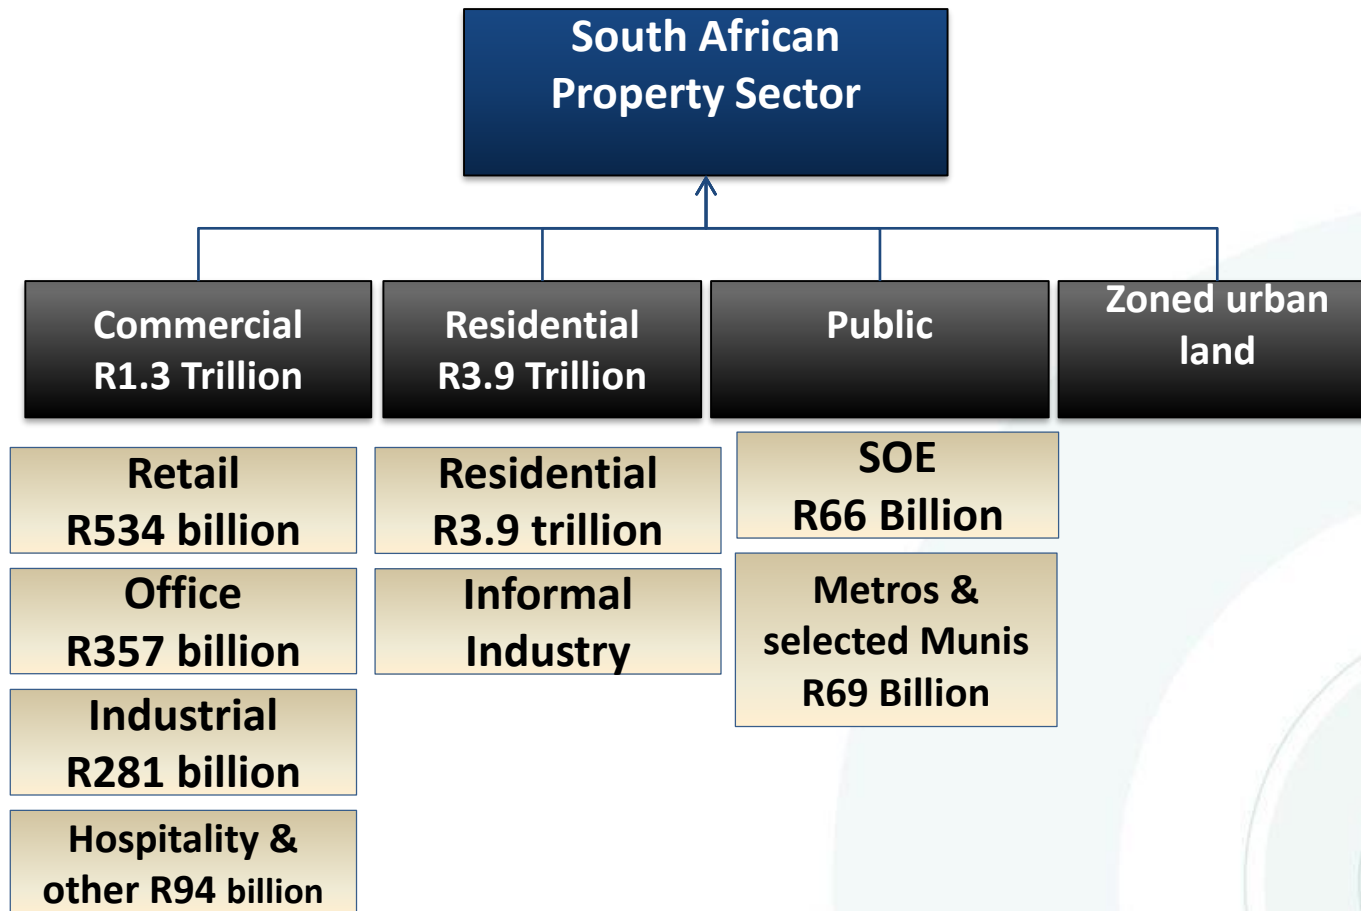 South African
Property Sector
Commercial
R1.3 Trillion
Residential
R3.9 Trillion
Public
Zoned urban
land
Retail
R534 billion
Office
R357 billion
Industrial
R281 billion
Hospitality &
other R94 billion
Residential
R3.9 trillion
Informal
Industry
SOE
R66 Billion
Metros &
selected Munis
R69 Billion